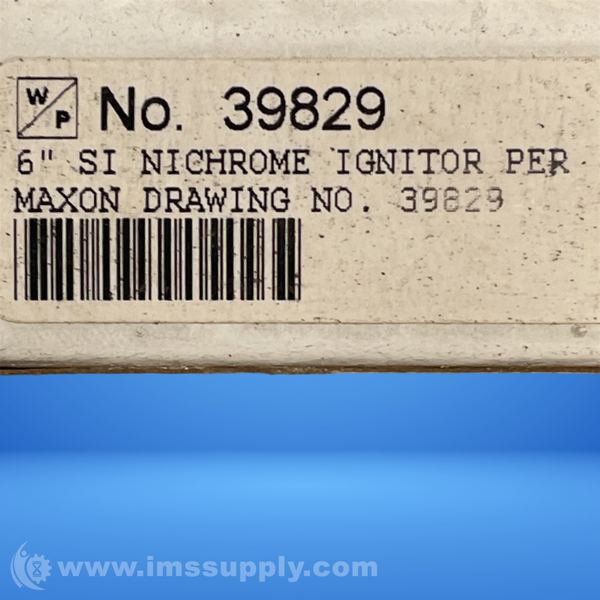 W/P No. 39829
6" SI NICHROME IGNITOR PER
MAXON DRAWING NO. 39829
www.imssupply.com